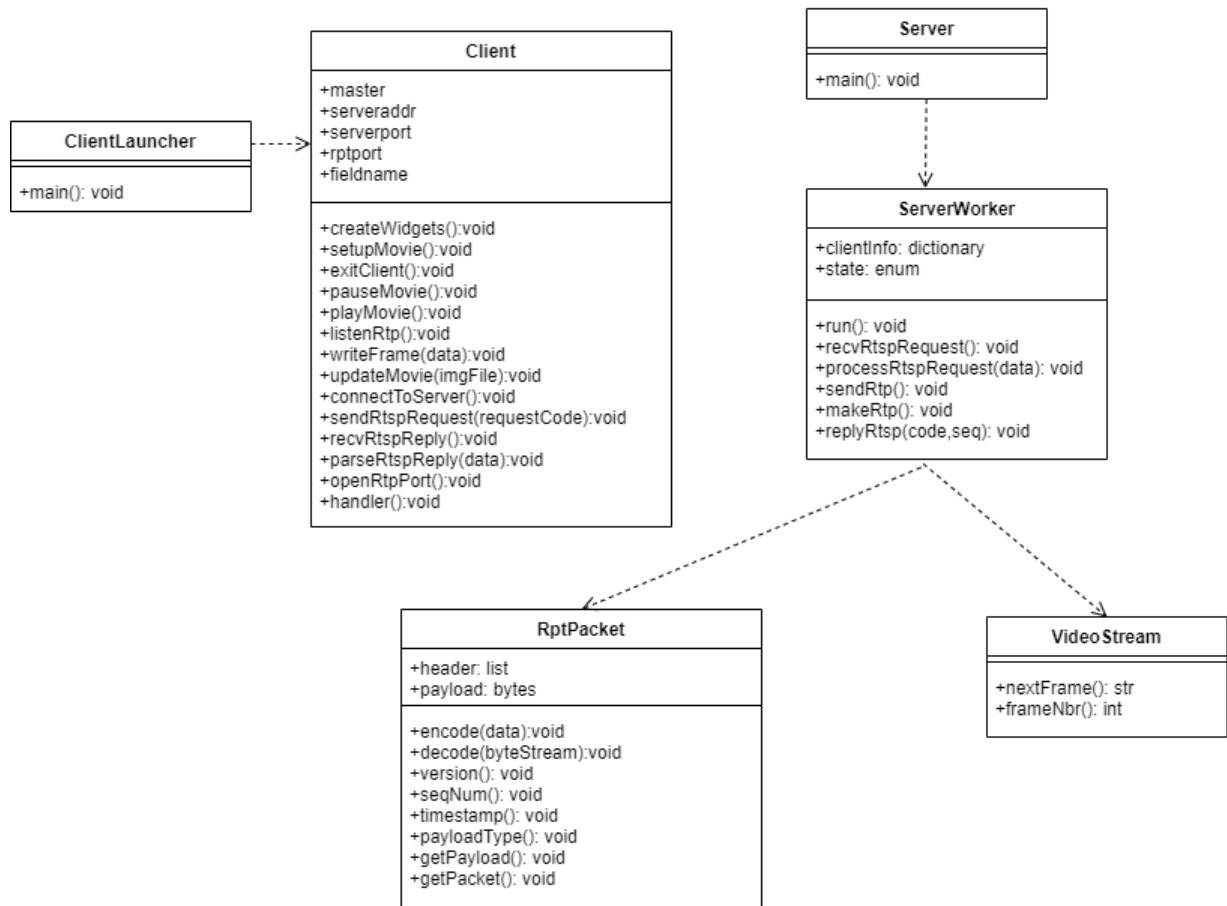 ClientLauncher
+main(): void
Client
+master
+serveraddr
+serverport
+rptport
+fieldname
+createWidgets():void
+setupMovie():void
+exitClient():void
+pauseMovie():void
+playMovie():void
+listenRtp():void
+writeFrame(data):void
+updateMovie(imgFile):void
+connectToServer():void
+sendRtspRequest(requestCode):void
+recvRtspReply():void
+parseRtspReply(data):void
+openRtpPort():void
+handler():void
Server
+main(): void
ServerWorker
+clientInfo: dictionary
+state: enum
+run(): void
+recvRtspRequest(): void
+processRtspRequest(data): void
+sendRtp(): void
+makeRtp(): void
+replyRtsp(code,seq): void
RptPacket
+header: list
+payload: bytes
+encode(data):void
+decode(byteStream):void
+version(): void
+seqNum(): void
+timestamp(): void
+payloadType(): void
+getPayload(): void
+getPacket(): void
VideoStream
+nextFrame(): str
+frameNbr(): int